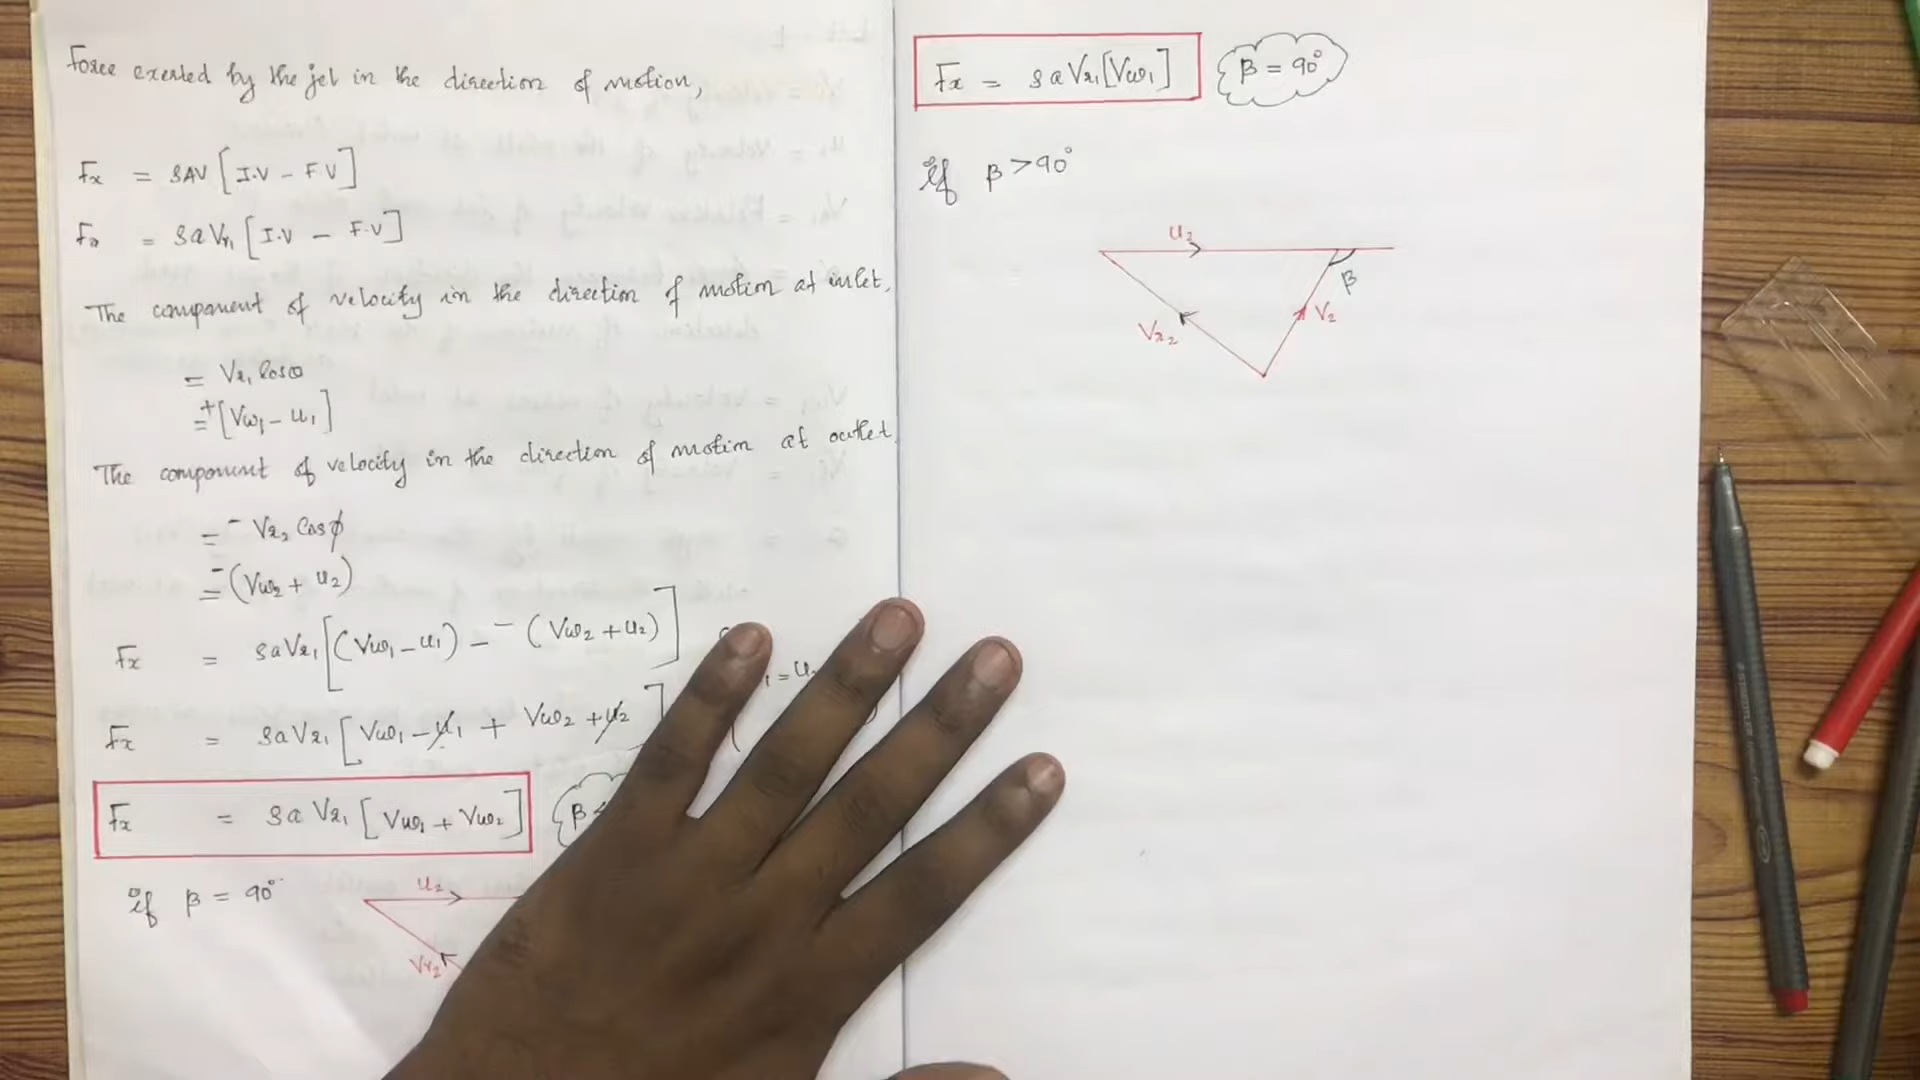 Force exerted by the jet in the direction of motion,
Fx = ρAV [I.V - F V]
Fx = ρaVr₁ [I.V - F.V]
The component of velocity in the direction of motion at inlet,
= Vr₁ Cosθ
= +[Vw₁ - u₁]
The component of velocity in the direction of motion at outlet,
= - Vr₂ Cosϕ
= -(Vw₂ + u₂)
Fx = ρaVr₁ [(Vw₁ - u₁) - -(Vw₂ + u₂)]
Fx = ρaVr₁ [Vw₁ - u₁ + Vw₂ + u₂]
Fx = ρa Vr₁ [Vw₁ + Vw₂]
β <
if β = 90°
u₂
Vr₂
Fx = ρaVr₁[Vw₁]
β = 90°
if β > 90°
u₂
β
V₂
Vr₂